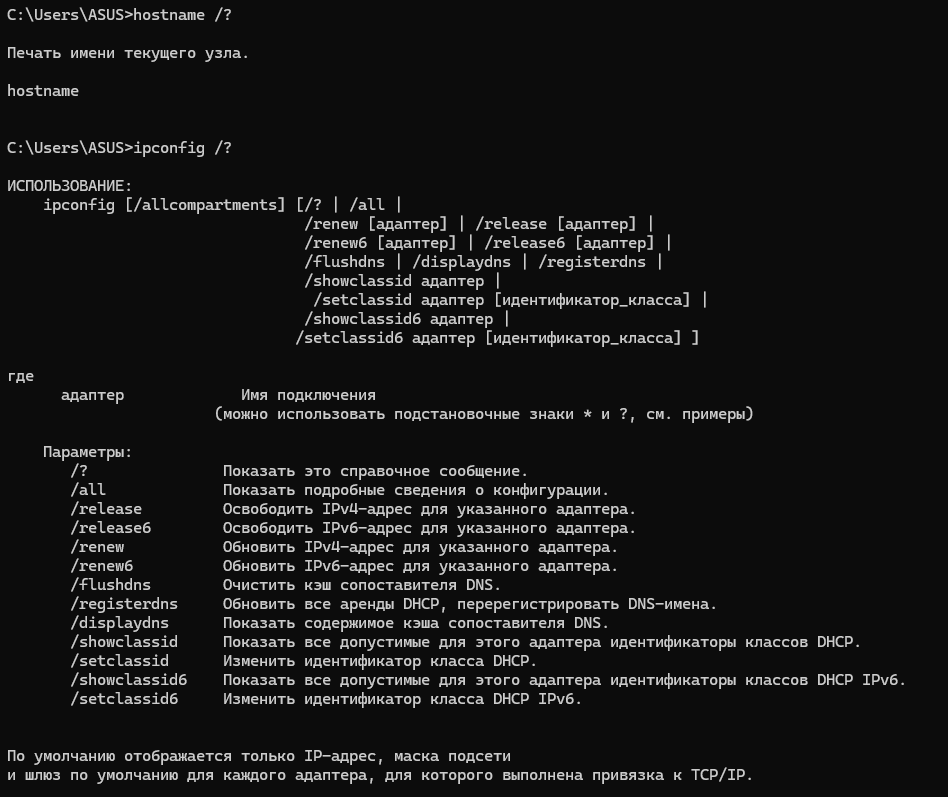 C:\Users\ASUS>hostname /?
Печать имени текущего узла.
hostname
C:\Users\ASUS>ipconfig /?
ИСПОЛЬЗОВАНИЕ:
ipconfig [/allcompartments] [/? | /all |
/renew [адаптер] | /release [адаптер] |
/renew6 [адаптер] | /release6 [адаптер] |
/flushdns | /displaydns | /registerdns |
/showclassid адаптер |
/setclassid адаптер [идентификатор_класса] |
/showclassid6 адаптер |
/setclassid6 адаптер [идентификатор_класса] ]
где
адаптер Имя подключения
(можно использовать подстановочные знаки * и ?, см. примеры)
Параметры:
/? Показать это справочное сообщение.
/all Показать подробные сведения о конфигурации.
/release Освободить IPv4-адрес для указанного адаптера.
/release6 Освободить IPv6-адрес для указанного адаптера.
/renew Обновить IPv4-адрес для указанного адаптера.
/renew6 Обновить IPv6-адрес для указанного адаптера.
/flushdns Очистить кэш сопоставителя DNS.
/registerdns Обновить все аренды DHCP, перерегистрировать DNS-имена.
/displaydns Показать содержимое кэша сопоставителя DNS.
/showclassid Показать все допустимые для этого адаптера идентификаторы классов DHCP.
/setclassid Изменить идентификатор класса DHCP.
/showclassid6 Показать все допустимые для этого адаптера идентификаторы классов DHCP IPv6.
/setclassid6 Изменить идентификатор класса DHCP IPv6.
По умолчанию отображается только IP-адрес, маска подсети
и шлюз по умолчанию для каждого адаптера, для которого выполнена привязка к TCP/IP.